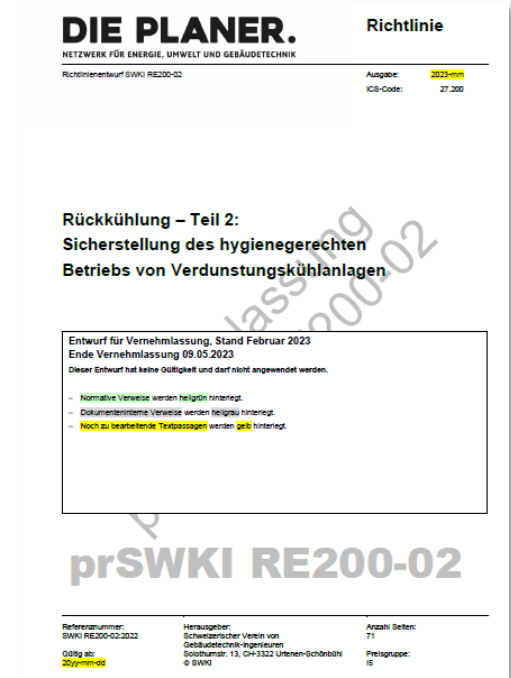 DIE PLANER.
Richtlinie
NETZWERK FÜR ENERGIE, UMWELT UND GEBÄUDETECHNIK
Richtlinienentwurf SWKI RE200-02
Ausgabe: 2023-mm
ICS-Code: 27.200
Rückkühlung – Teil 2:
Sicherstellung des hygienegerechten
Betriebs von Verdunstungskühlanlagen
Entwurf für Vernehmlassung, Stand Februar 2023
Ende Vernehmlassung 09.05.2023
Dieser Entwurf hat keine Gültigkeit und darf nicht angewendet werden.
– Normative Verweise werden hellgrün hinterlegt.
– Dokumenteninterne Verweise werden hellgrau hinterlegt.
– Noch zu bearbeitende Textpassagen werden gelb hinterlegt.
prSWKI RE200-02
Referenznummer:
SWKI RE200-02:2022
Gültig ab:
20yy-mm-dd
Herausgeber:
Schweizerischer Verein von
Gebäudetechnik-Ingenieuren
Solothurnstr. 13, CH-3322 Urtenen-Schönbühl
© SWKI
Anzahl Seiten:
71
Preisgruppe:
I5